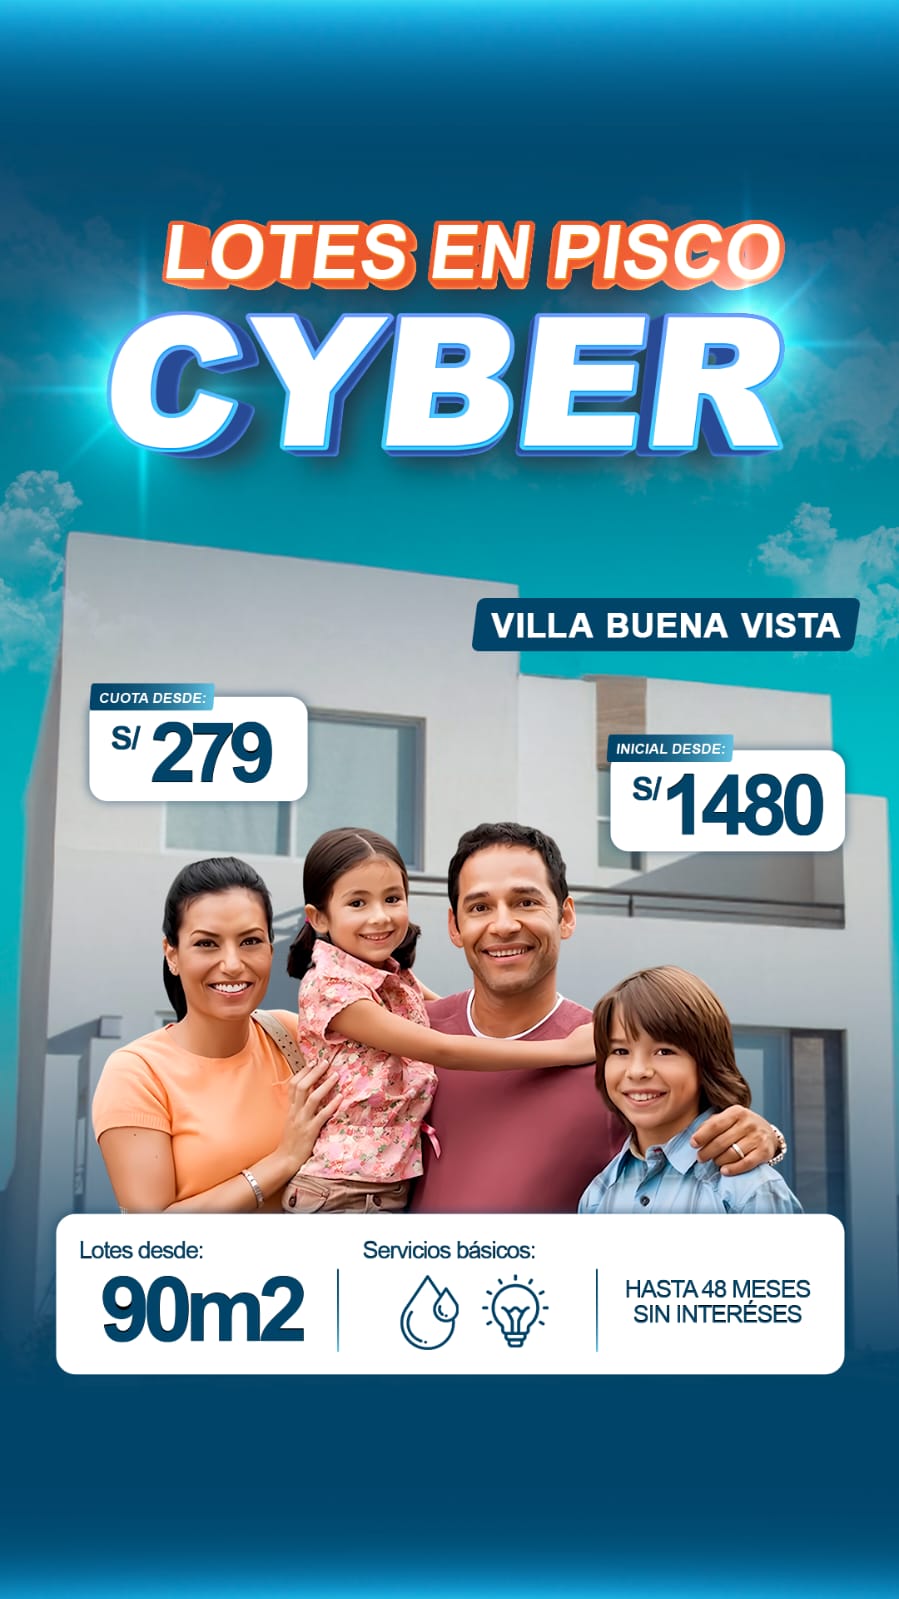 LOTES EN PISCO
CYBER
VILLA BUENA VISTA
CUOTA DESDE:
S/ 279
INICIAL DESDE:
S/ 1480
Lotes desde:
90m2
Servicios básicos:
HASTA 48 MESES
SIN INTERÉSES